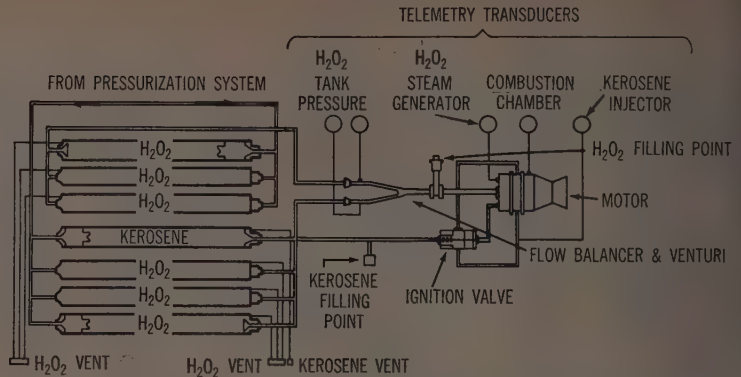 TELEMETRY TRANSDUCERS
FROM PRESSURIZATION SYSTEM
H₂O₂
TANK
PRESSURE
H₂O₂
STEAM
GENERATOR
COMBUSTION
CHAMBER
KEROSENE
INJECTOR
H₂O₂
H₂O₂
H₂O₂
KEROSENE
H₂O₂
H₂O₂
H₂O₂
H₂O₂ FILLING POINT
MOTOR
FLOW BALANCER & VENTURI
IGNITION VALVE
KEROSENE
FILLING
POINT
H₂O₂ VENT
H₂O₂ VENT
KEROSENE VENT